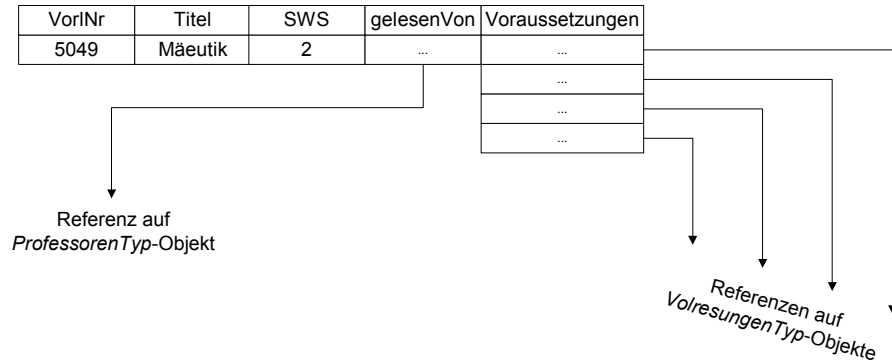 VorlNr Titel SWS gelesenVon Voraussetzungen
5049 Mäeutik 2 ... ...
...
...
...
Referenz auf
ProfessorenTyp-Objekt
Referenzen auf
VolresungenTyp-Objekte